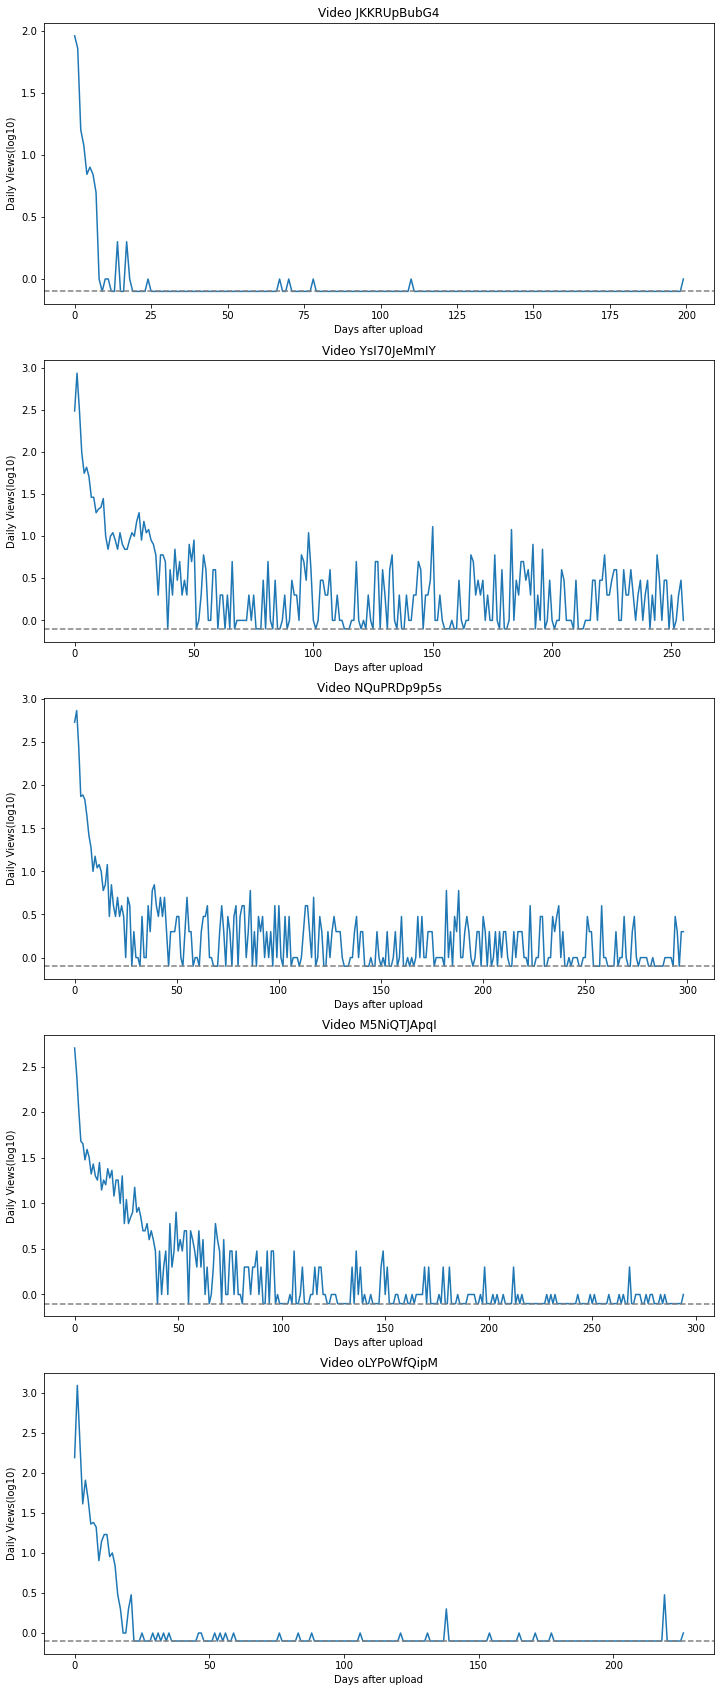 Video JKKRUpBubG4
2.0
1.5
1.0
0.5
0.0
Daily Views(log10)
0 25 50 75 100 125 150 175 200
Days after upload
Video YsI70JeMmIY
3.0
2.5
2.0
1.5
1.0
0.5
0.0
Daily Views(log10)
0 50 100 150 200 250
Days after upload
Video NQuPRDp9p5s
3.0
2.5
2.0
1.5
1.0
0.5
0.0
Daily Views(log10)
0 50 100 150 200 250 300
Days after upload
Video M5NiQTJApqI
2.5
2.0
1.5
1.0
0.5
0.0
Daily Views(log10)
0 50 100 150 200 250 300
Days after upload
Video oLYPoWfQipM
3.0
2.5
2.0
1.5
1.0
0.5
0.0
Daily Views(log10)
0 50 100 150 200
Days after upload